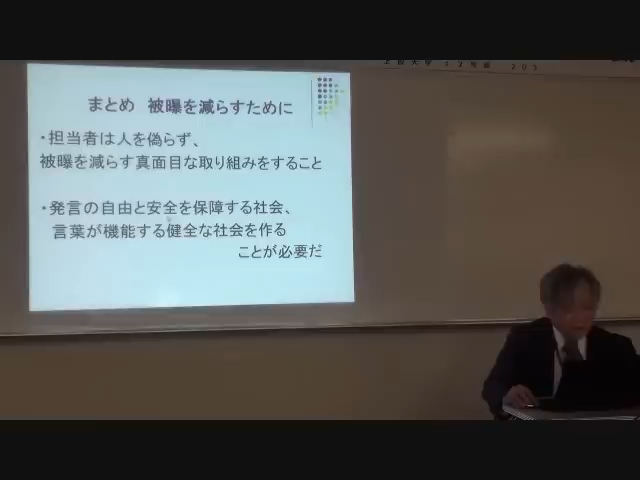 まとめ 被曝を減らすために
・担当者は人を偽らず、
被曝を減らす真面目な取り組みをすること
・発言の自由と安全を保障する社会、
言葉が機能する健全な社会を作る
ことが必要だ